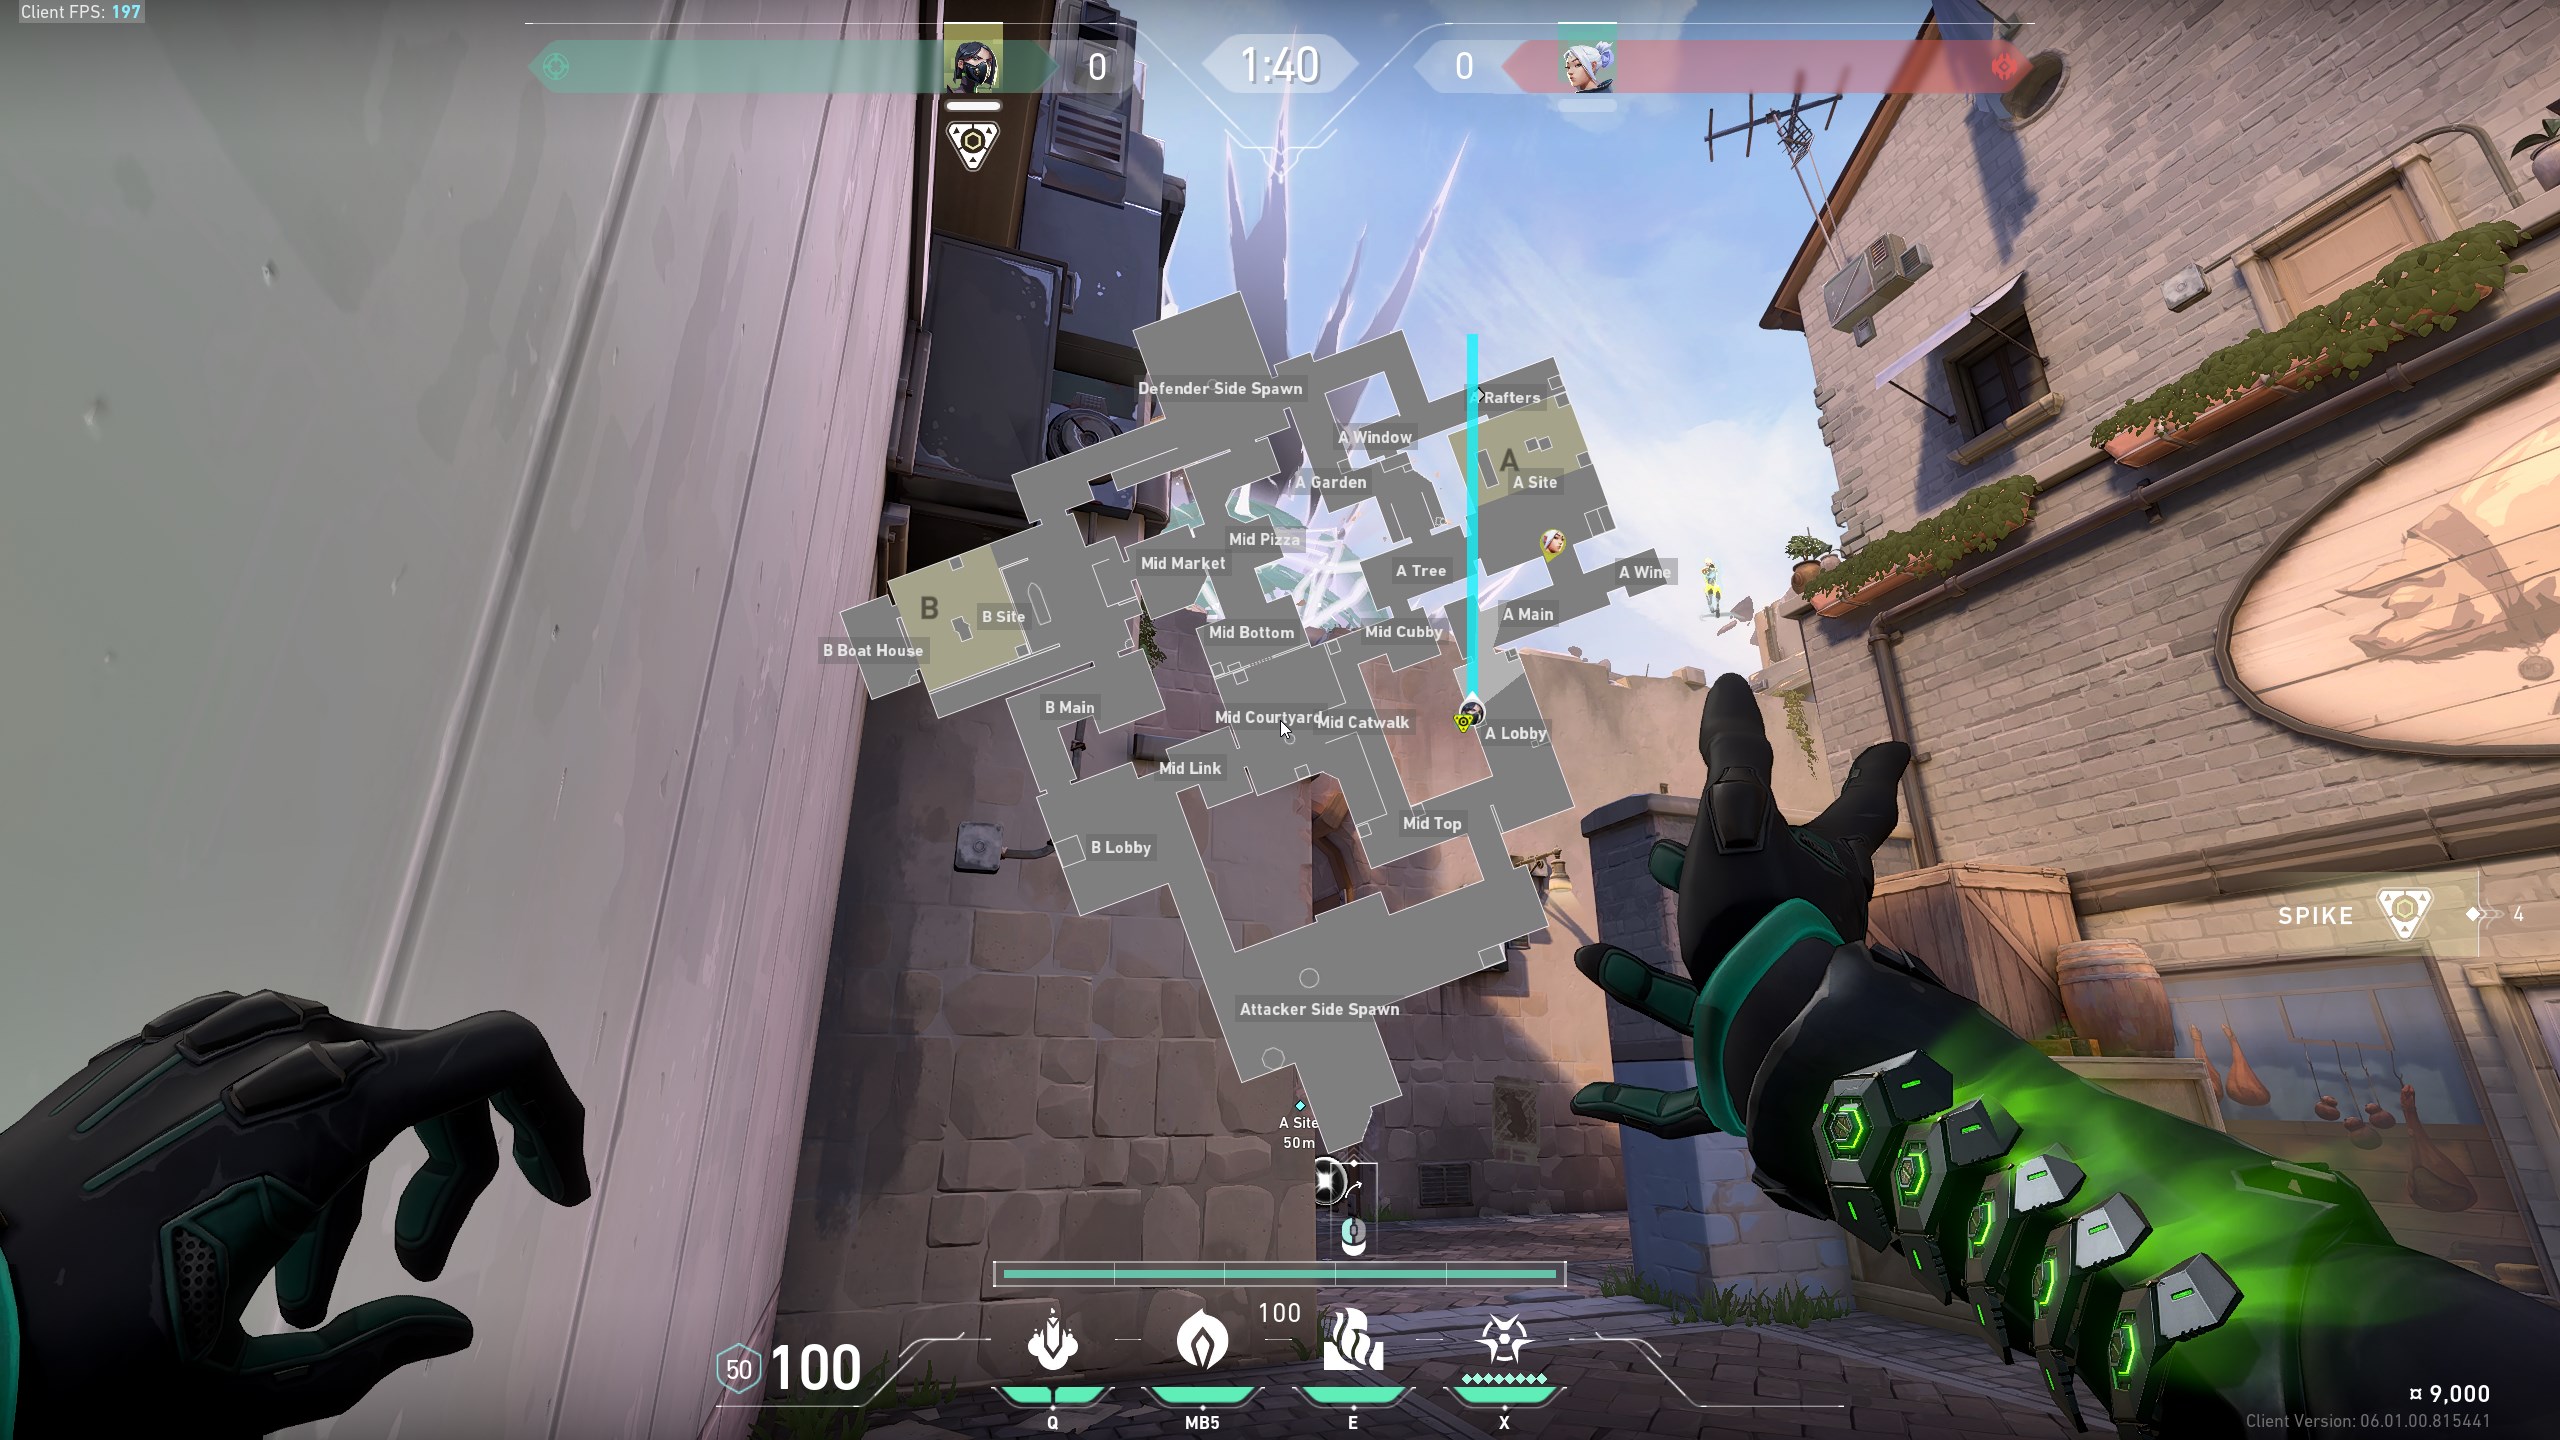 Client FPS: 197
0
1:40
0
Defender Side Spawn
A Rafters
A Window
A
A Site
A Garden
Mid Pizza
Mid Market
A Tree
A Wine
B
B Site
A Main
Mid Bottom
Mid Cubby
B Boat House
B Main
Mid Courtyard
Mid Catwalk
A Lobby
Mid Link
Mid Top
B Lobby
SPIKE
4
Attacker Side Spawn
A Site
50m
100
50
100
Q
MB5
E
X
¤ 9,000
Client Version: 06.01.00.815441